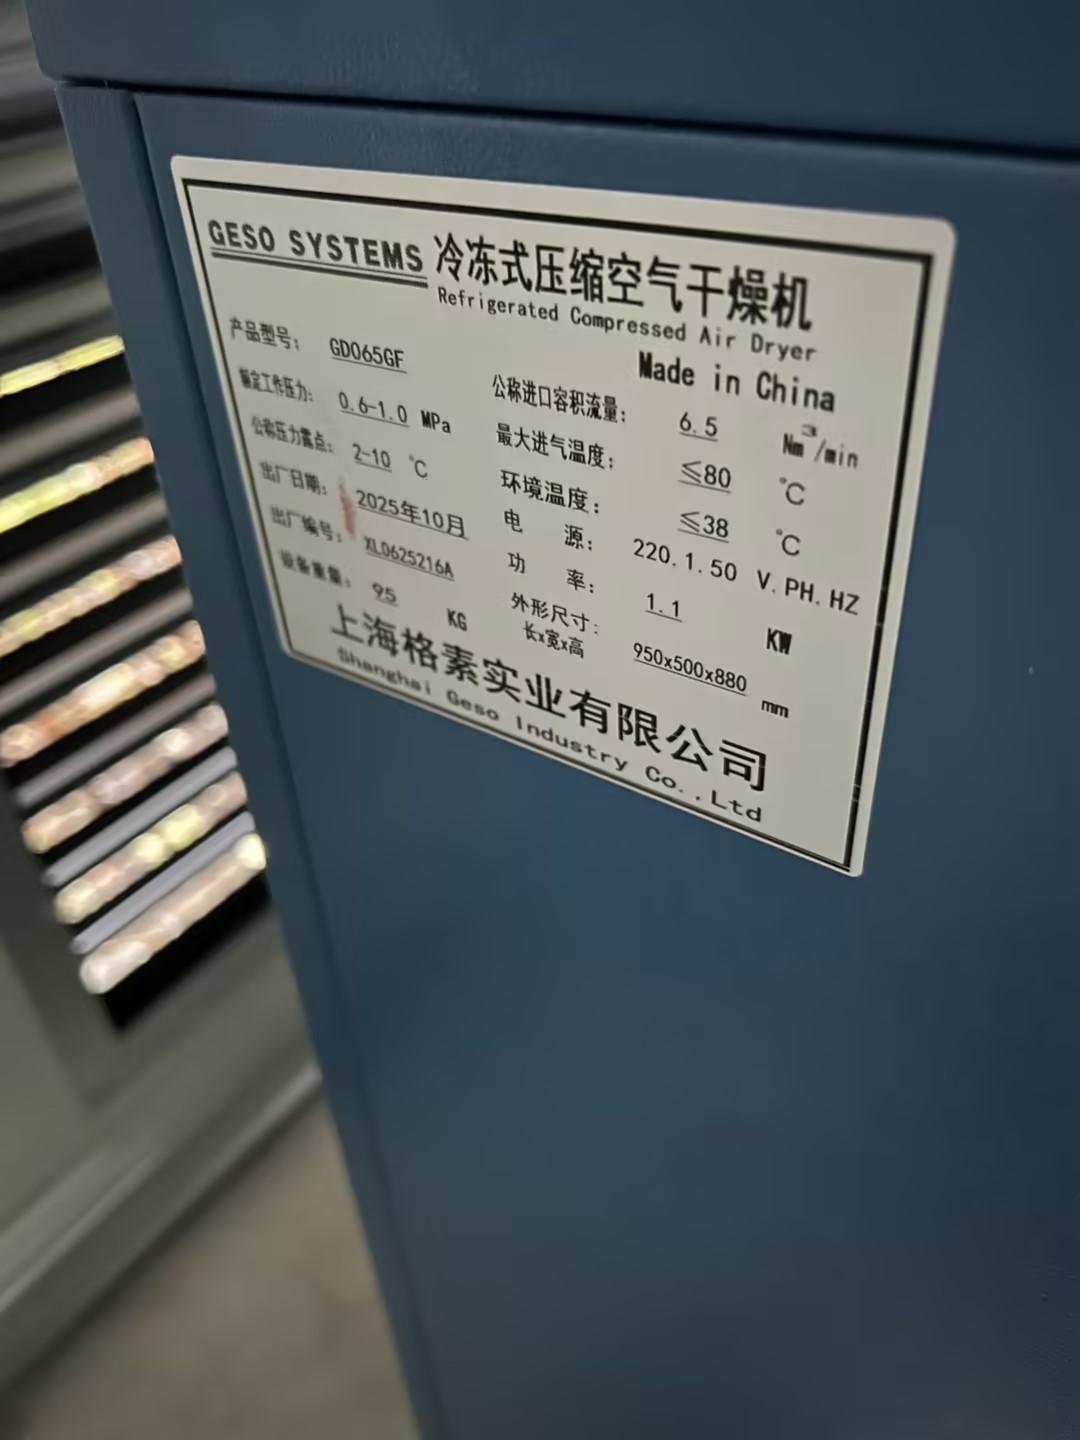 GESO SYSTEMS 冷冻式压缩空气干燥机
Refrigerated Compressed Air Dryer
Made in China
产品型号: GD065GF
公称进口容积流量: 6.5 Nm³/min
额定工作压力: 0.6-1.0 MPa
最大进气温度: ≤80 ℃
公称压力露点: 2-10 ℃
环境温度: ≤38 ℃
出厂日期: 2025年10月
电 源: 220.1.50 V.PH.HZ
出厂编号: XL0625216A
功 率: 1.1 KW
设备重量: 95 KG
外形尺寸: 950x500x880 mm
长x宽x高
上海格素实业有限公司
Shanghai Geso Industry Co.,Ltd